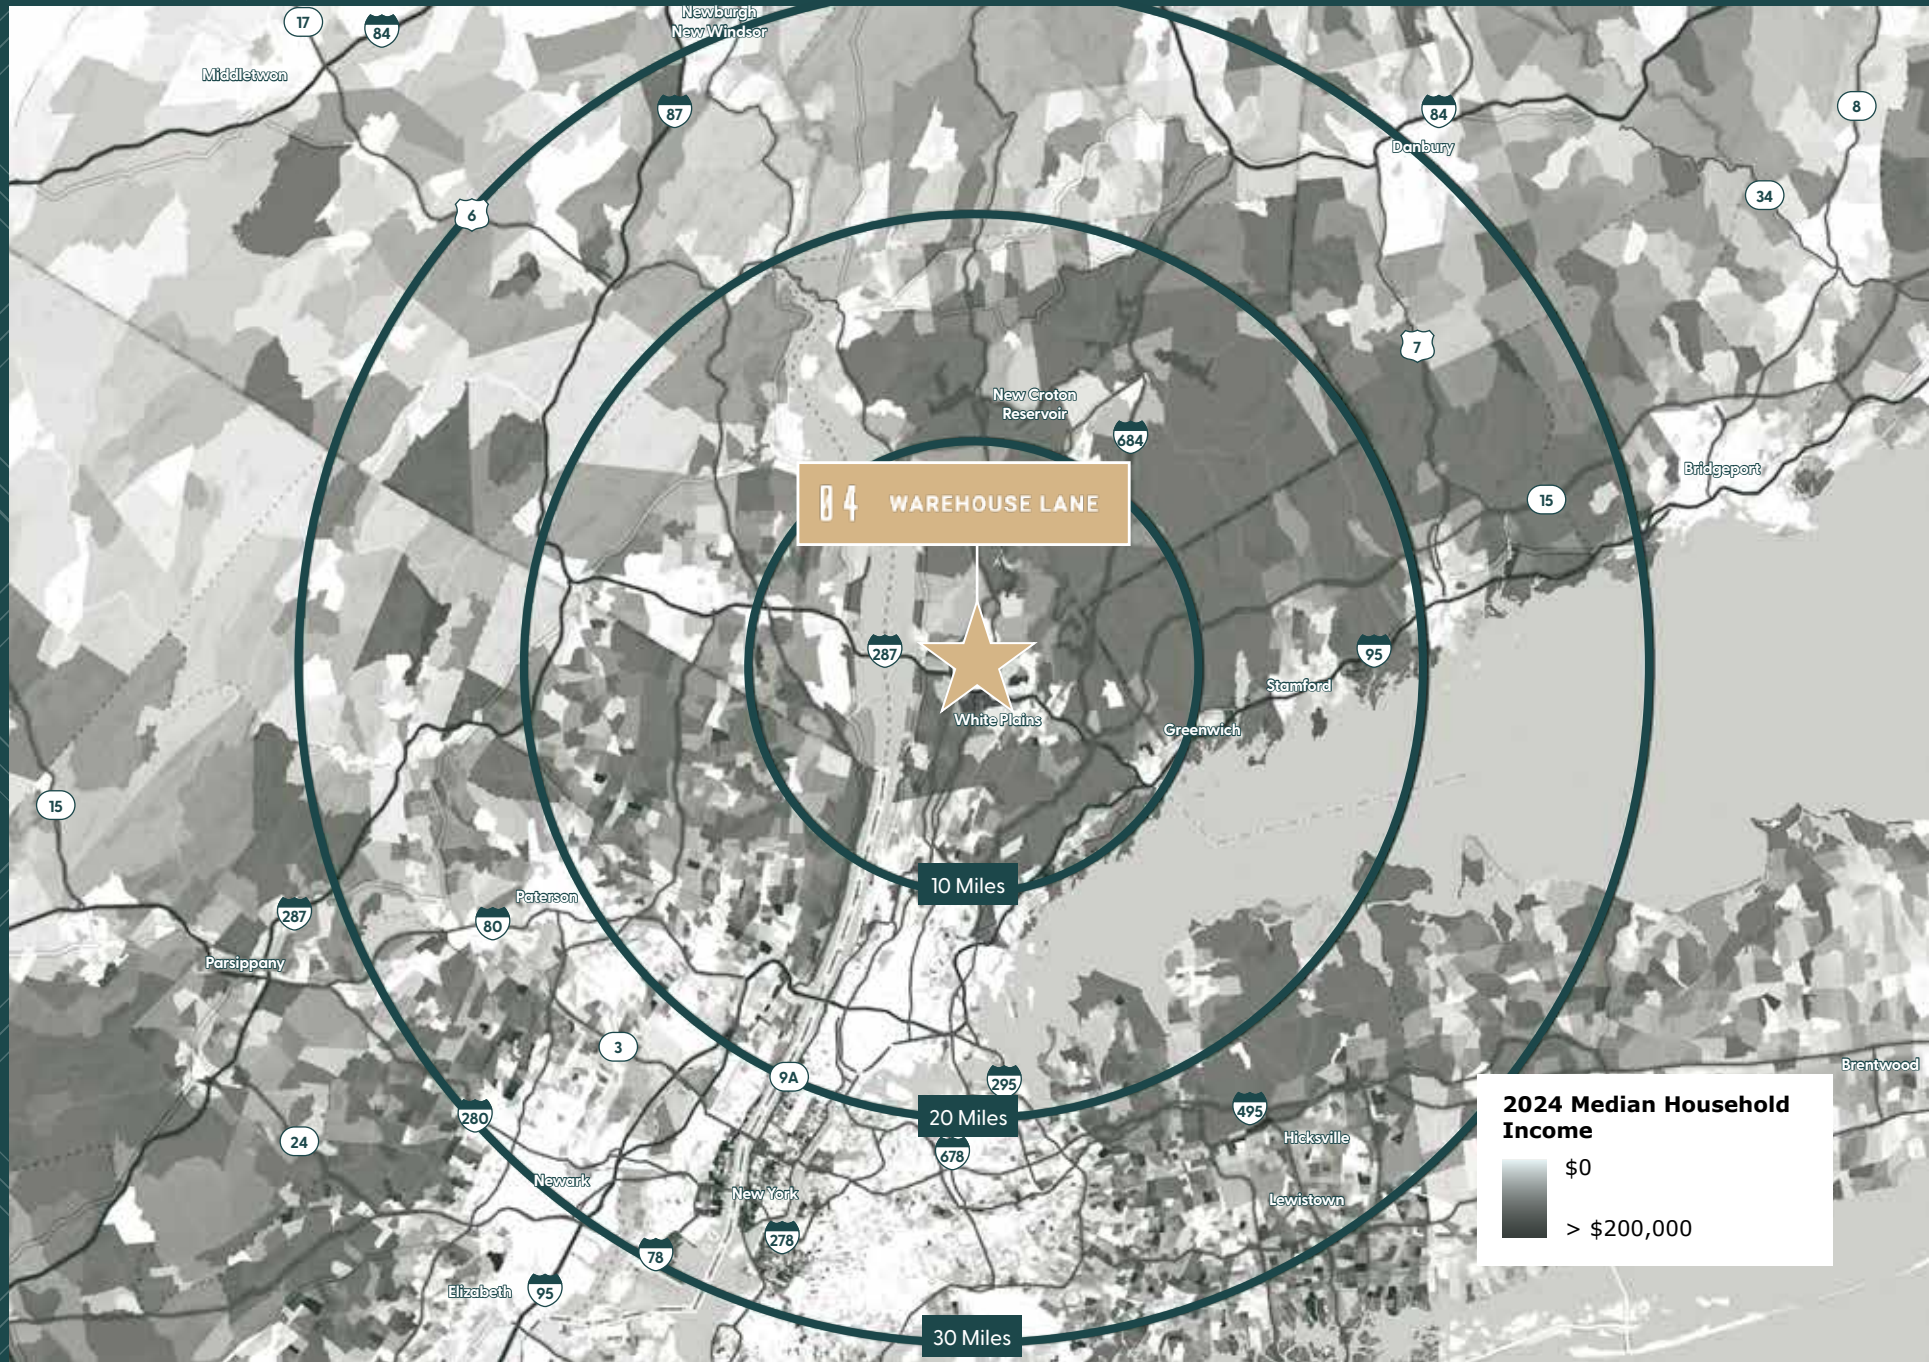 Newburgh
New Windsor
17
84
Middletwon
87
84
8
Danbury
34
6
7
New Croton
Reservoir
684
Bridgeport
15
04 WAREHOUSE LANE
287
95
Stamford
White Plains
Greenwich
15
10 Miles
Paterson
287
80
Parsippany
3
9A
295
Brentwood
20 Miles
280
495
24
Hicksville
678
Newark
New York
Lewistown
278
78
Elizabeth
95
30 Miles
2024 Median Household
Income
$0
> $200,000